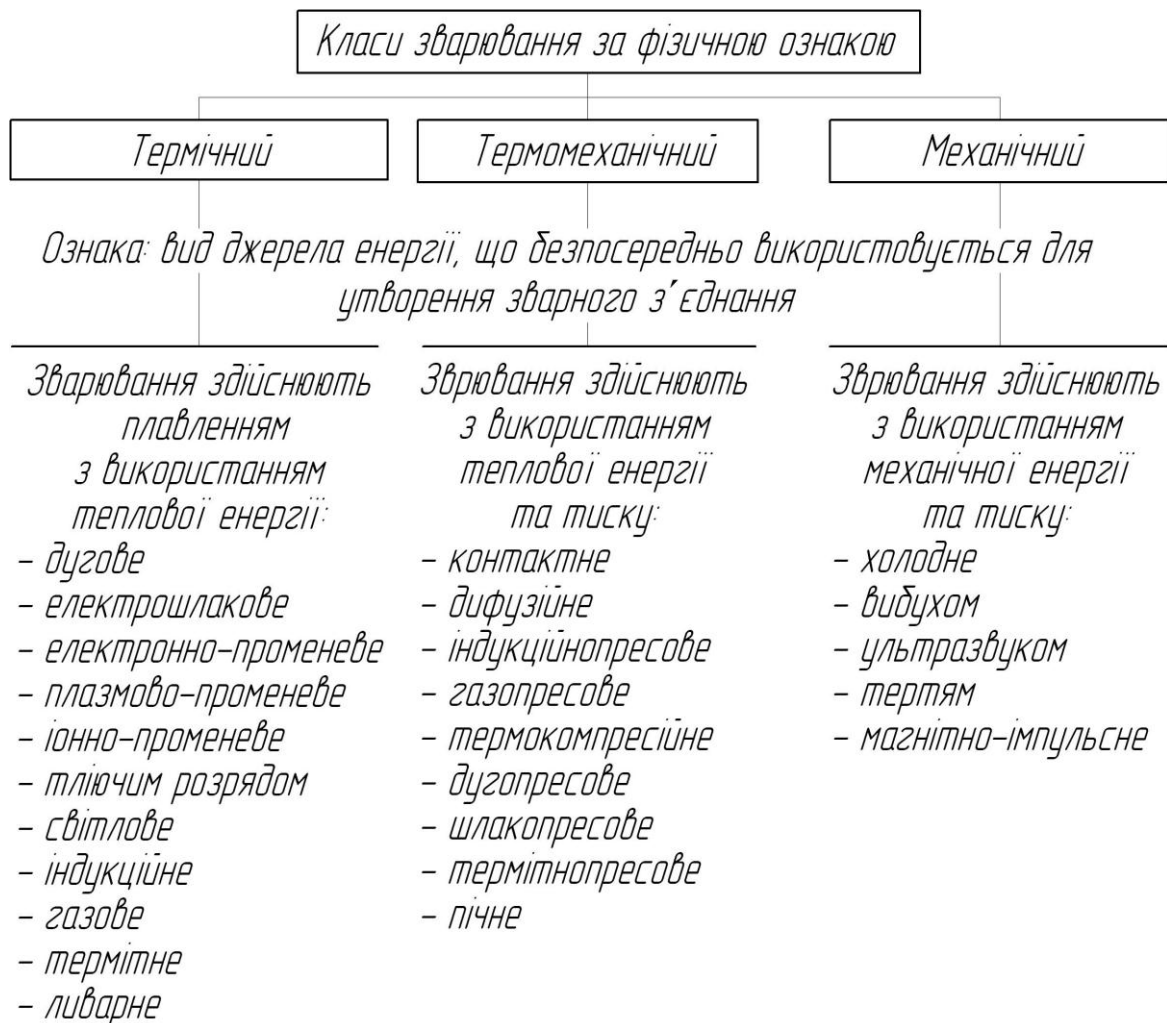 Класи зварювання за фізичною ознакою
Термічний
Термомеханічний
Механічний
Ознака: вид джерела енергії, що безпосередньо використовується для
утворення зварного з'єднання
Зварювання здійснюють
плавленням
з використанням
теплової енергії:
- дугове
- електрошлакове
- електронно-променеве
- плазмово-променеве
- іонно-променеве
- тліючим розрядом
- світлове
- індукційне
- газове
- термітне
- ливарне
Зврювання здійснюють
з використанням
теплової енергії
та тиску:
- контактне
- дифузійне
- індукційнопресове
- газопресове
- термокомпресійне
- дугопресове
- шлакопресове
- термітнопресове
- пічне
Зврювання здійснюють
з використанням
механічної енергії
та тиску:
- холодне
- вибухом
- ультразвуком
- тертям
- магнітно-імпульсне